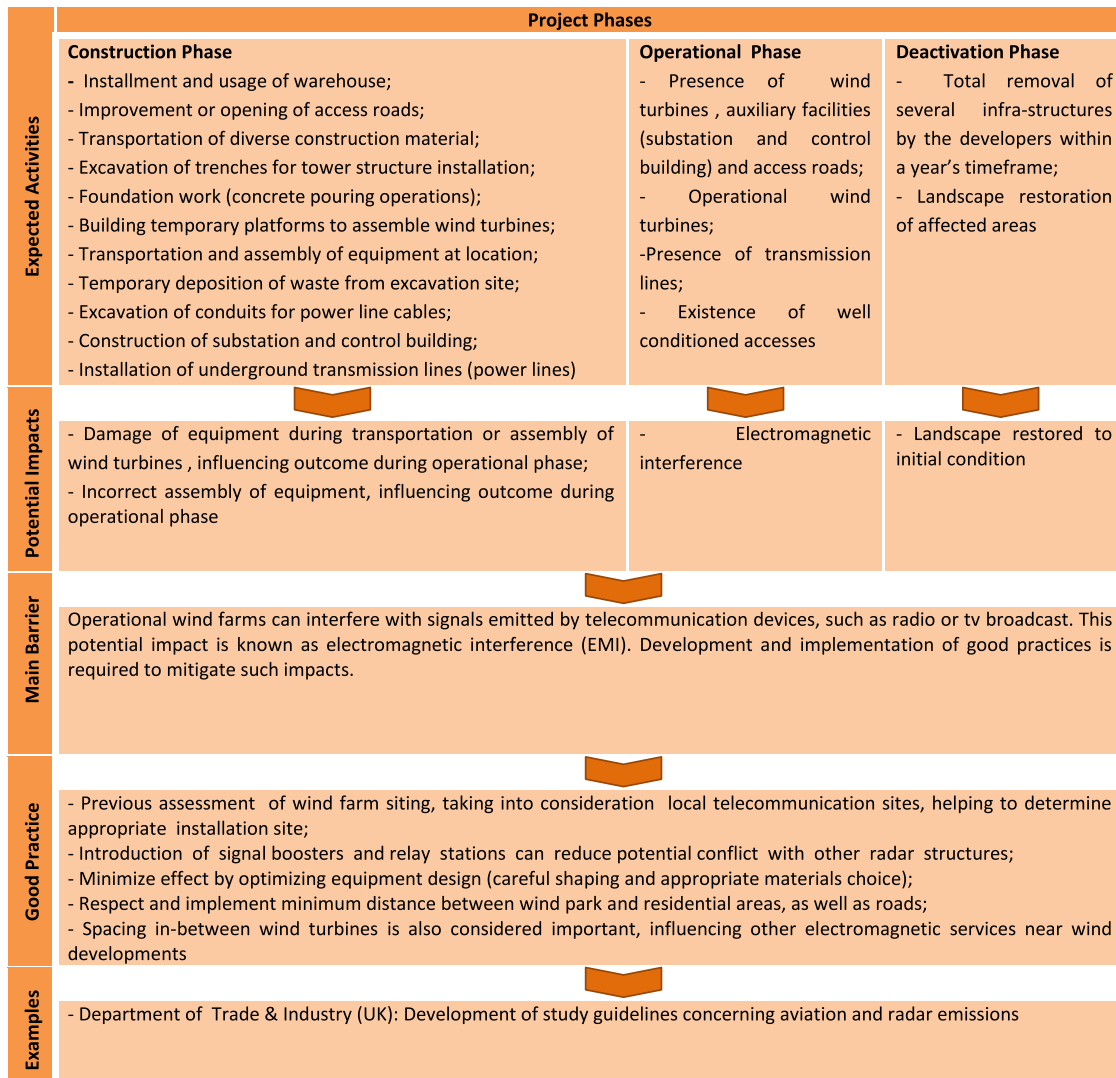 Project Phases
Expected Activities
Construction Phase
- Installment and usage of warehouse;
- Improvement or opening of access roads;
- Transportation of diverse construction material;
- Excavation of trenches for tower structure installation;
- Foundation work (concrete pouring operations);
- Building temporary platforms to assemble wind turbines;
- Transportation and assembly of equipment at location;
- Temporary deposition of waste from excavation site;
- Excavation of conduits for power line cables;
- Construction of substation and control building;
- Installation of underground transmission lines (power lines)
Operational Phase
- Presence of wind
turbines , auxiliary facilities
(substation and control
building) and access roads;
- Operational wind
turbines;
-Presence of transmission
lines;
- Existence of well
conditioned accesses
Deactivation Phase
- Total removal of
several infra-structures
by the developers within
a year's timeframe;
- Landscape restoration
of affected areas
Potential Impacts
- Damage of equipment during transportation or assembly of
wind turbines , influencing outcome during operational phase;
- Incorrect assembly of equipment, influencing outcome during
operational phase
- Electromagnetic
interference
- Landscape restored to
initial condition
Main Barrier
Operational wind farms can interfere with signals emitted by telecommunication devices, such as radio or tv broadcast. This
potential impact is known as electromagnetic interference (EMI). Development and implementation of good practices is
required to mitigate such impacts.
Good Practice
- Previous assessment of wind farm siting, taking into consideration local telecommunication sites, helping to determine
appropriate installation site;
- Introduction of signal boosters and relay stations can reduce potential conflict with other radar structures;
- Minimize effect by optimizing equipment design (careful shaping and appropriate materials choice);
- Respect and implement minimum distance between wind park and residential areas, as well as roads;
- Spacing in-between wind turbines is also considered important, influencing other electromagnetic services near wind
developments
Examples
- Department of Trade & Industry (UK): Development of study guidelines concerning aviation and radar emissions